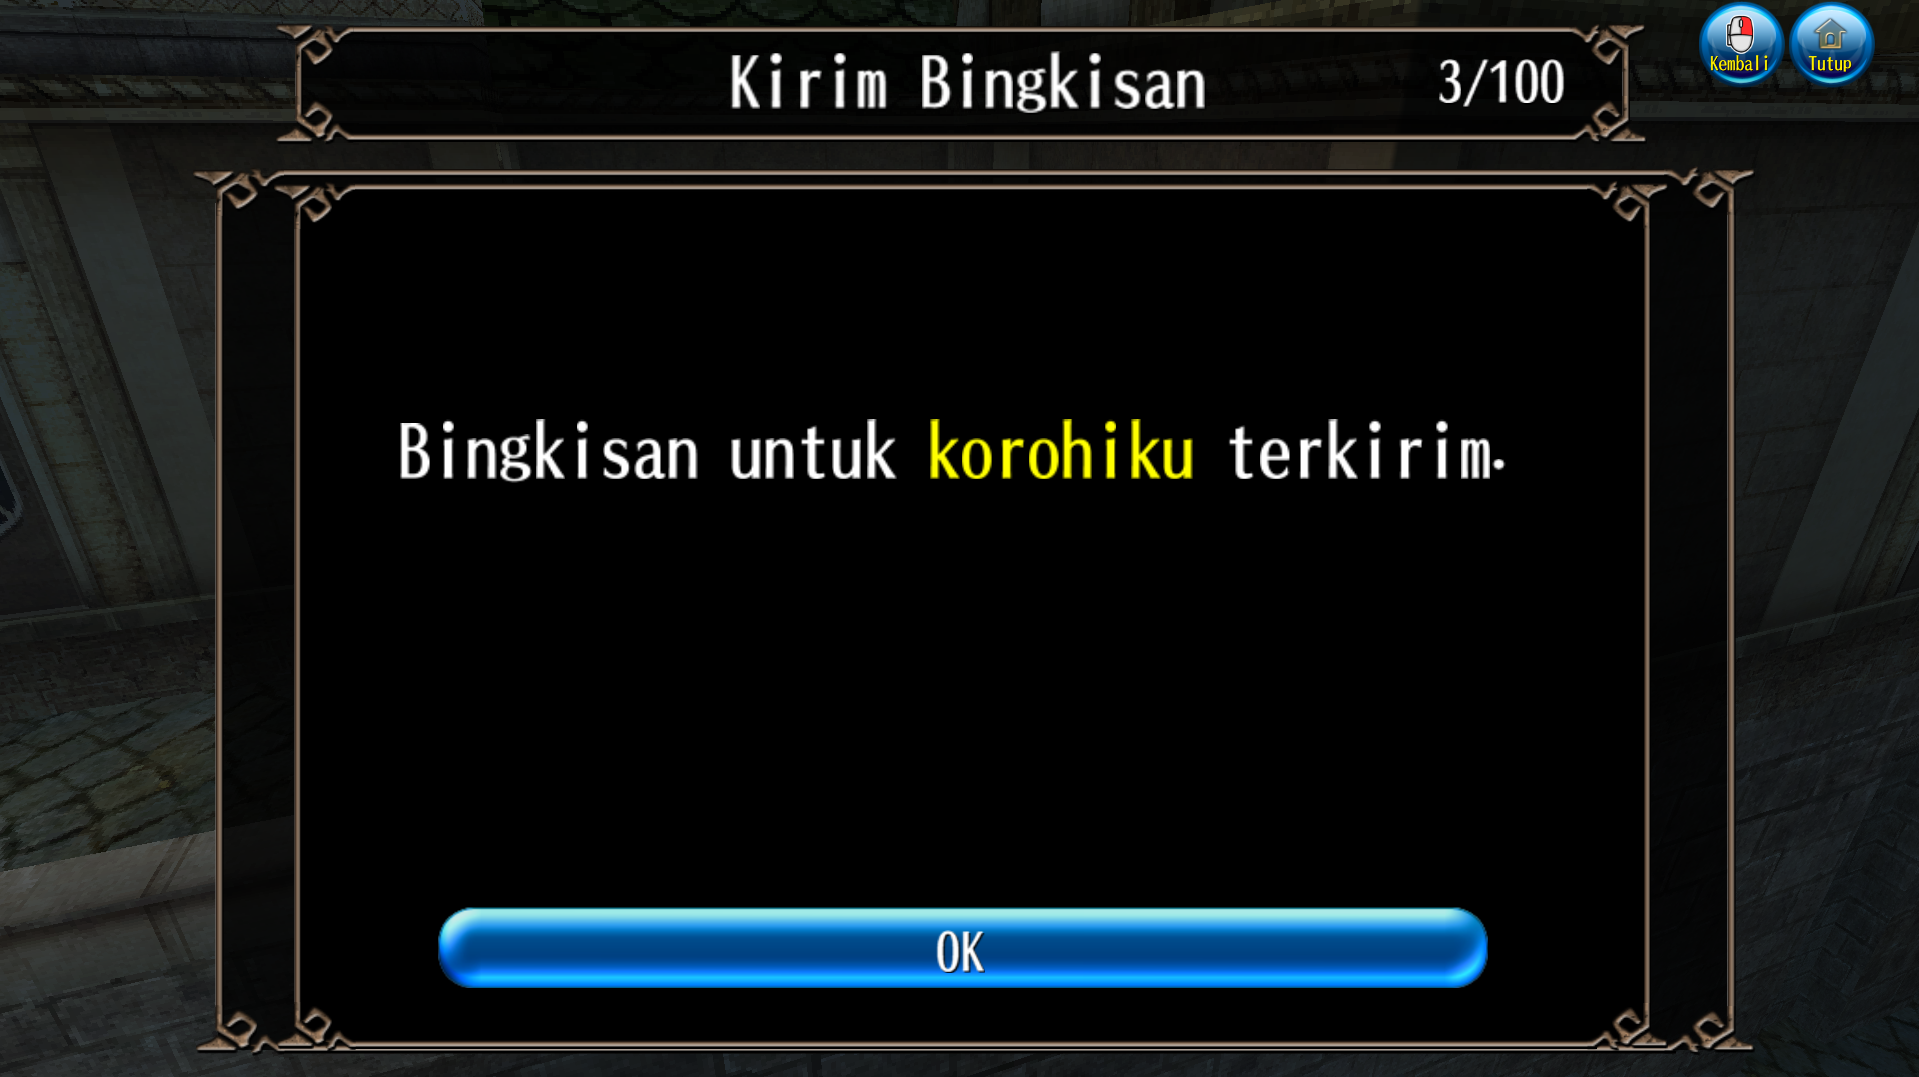 Kirim Bingkisan 3/100
Kembali
Tutup
Bingkisan untuk korohiku terkirim.
OK